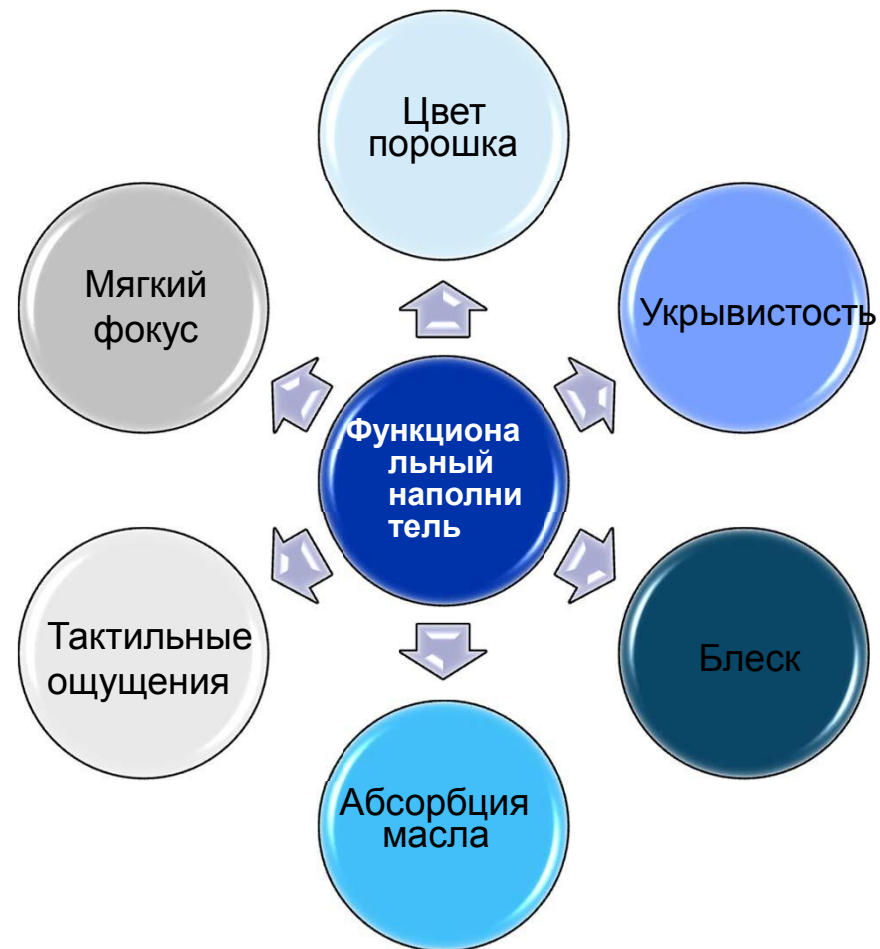 Цвет
порошка
Мягкий
фокус
Укрывистость
Функциона
льный
наполни
тель
Тактильные
ощущения
Блеск
Абсорбция
масла